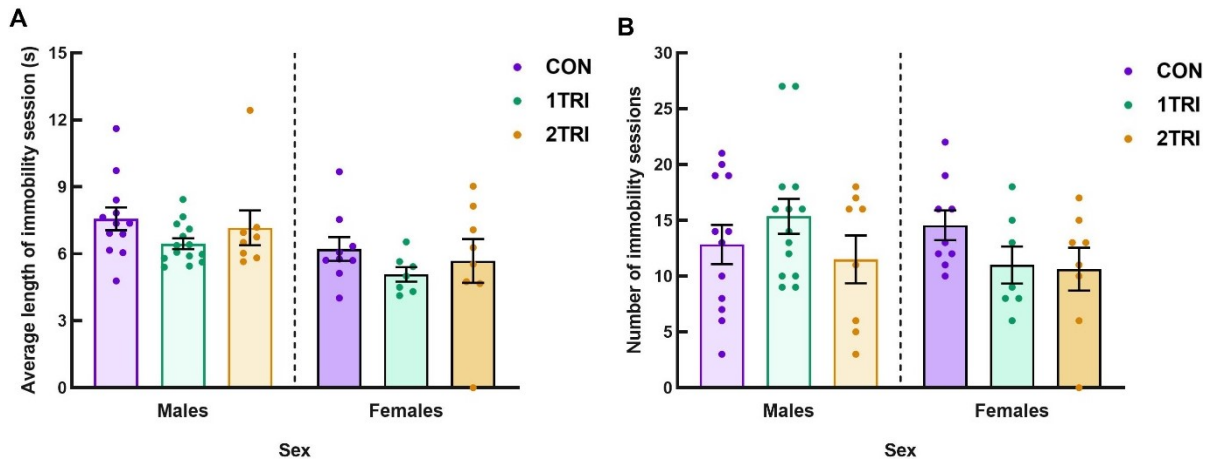 A
Average length of immobility session (s)
15
12
9
6
3
0
CON
1TRI
2TRI
Males
Females
Sex
B
Number of immobility sessions
30
25
20
15
10
5
0
CON
1TRI
2TRI
Males
Females
Sex